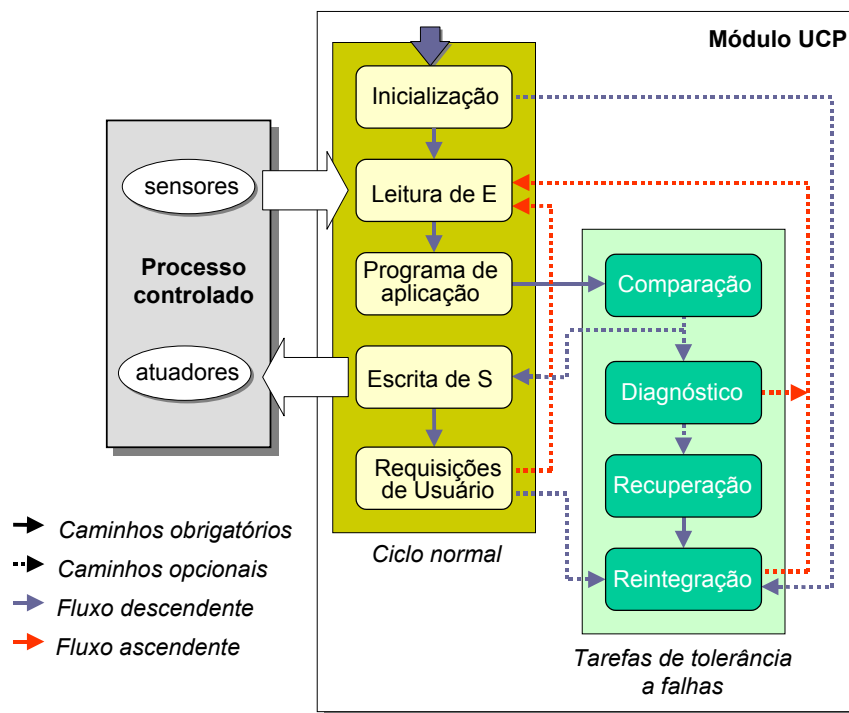 Módulo UCP
Inicialização
sensores
Leitura de E
Processo
controlado
Programa de
aplicação
Comparação
atuadores
Escrita de S
Diagnóstico
Requisições
de Usuário
Recuperação
Reintegração
Ciclo normal
Tarefas de tolerância
a falhas
Caminhos obrigatórios
Caminhos opcionais
Fluxo descendente
Fluxo ascendente